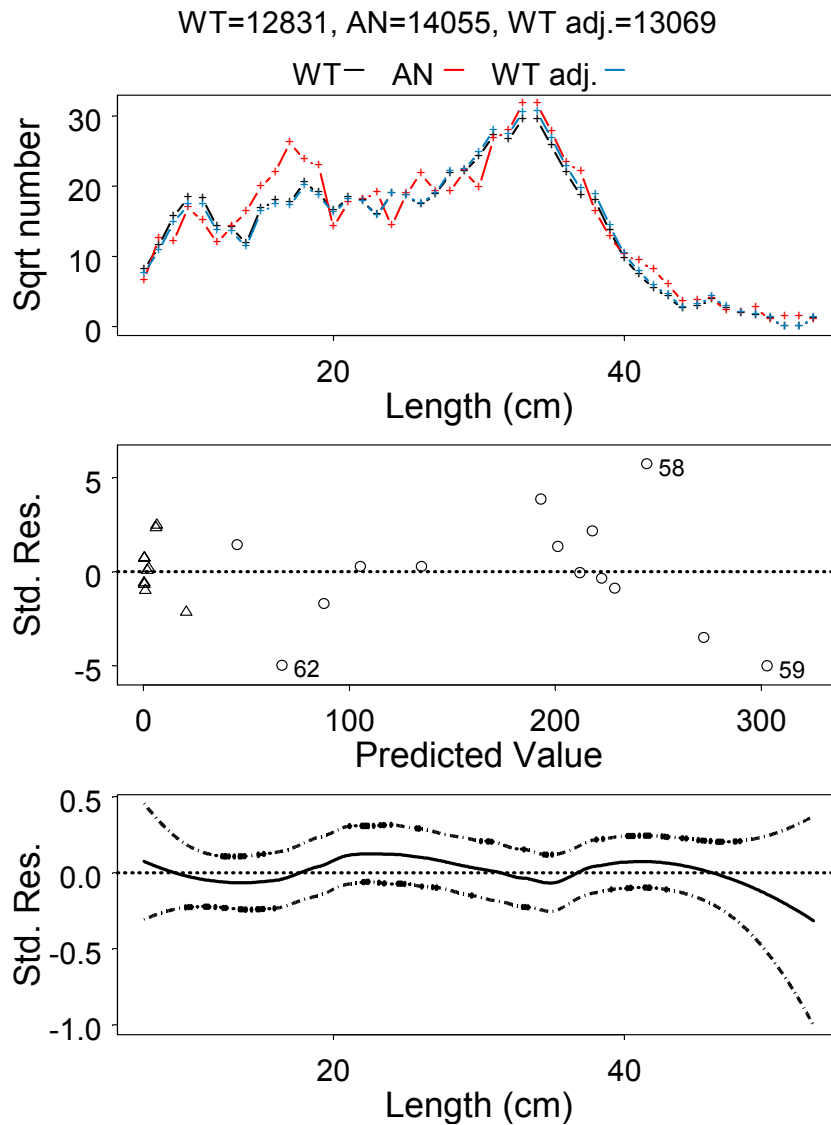 WT=12831, AN=14055, WT adj.=13069
WT AN WT adj.
30
20
10
0
Sqrt number
20 40
Length (cm)
5
0
-5
Std. Res.
58
62
59
0 100 200 300
Predicted Value
0.5
0.0
-0.5
-1.0
Std. Res.
20 40
Length (cm)